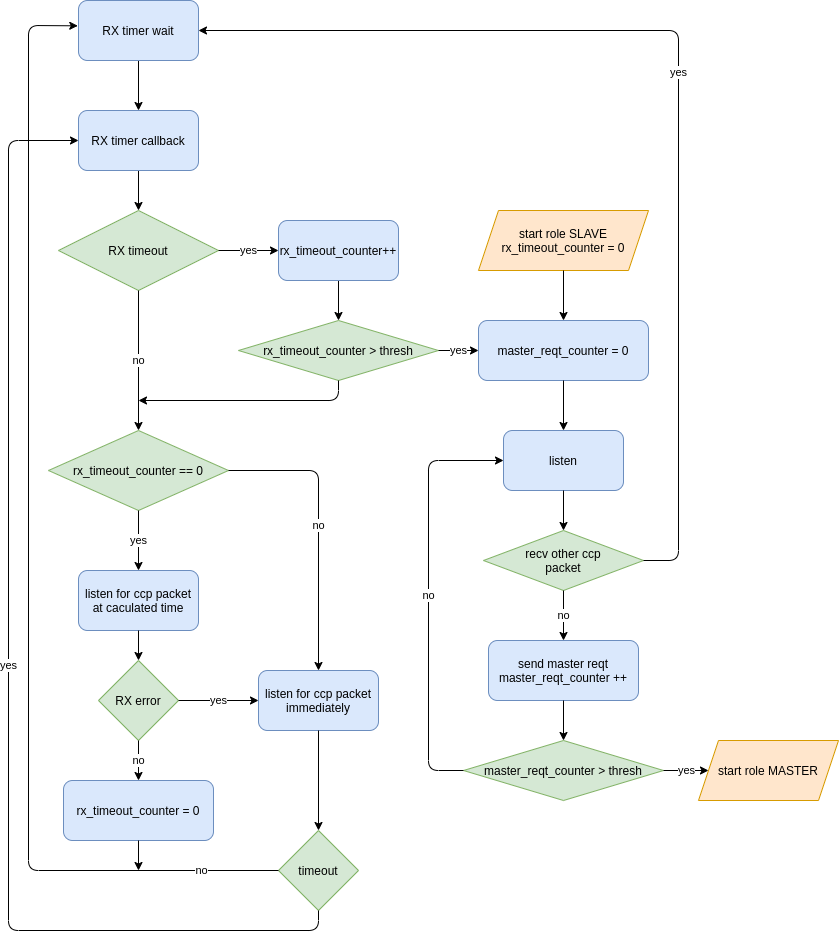 RX timer wait
yes
RX timer callback
start role SLAVE
rx_timeout_counter = 0
RX timeout
yes
rx_timeout_counter++
no
rx_timeout_counter > thresh
yes
master_reqt_counter = 0
rx_timeout_counter == 0
listen
no
yes
recv other ccp
packet
listen for ccp packet
at caculated time
no
no
yes
send master reqt
master_reqt_counter ++
RX error
yes
listen for ccp packet
immediately
no
master_reqt_counter > thresh
yes
start role MASTER
rx_timeout_counter = 0
no
timeout